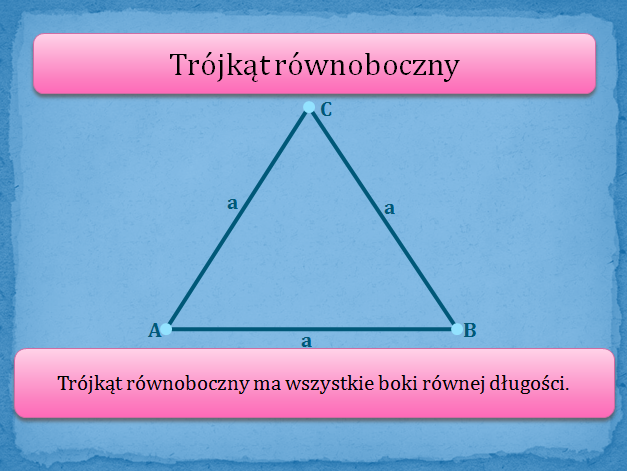 Trójkąt równoboczny
C
a
a
A
B
a
Trójkąt równoboczny ma wszystkie boki równej długości.